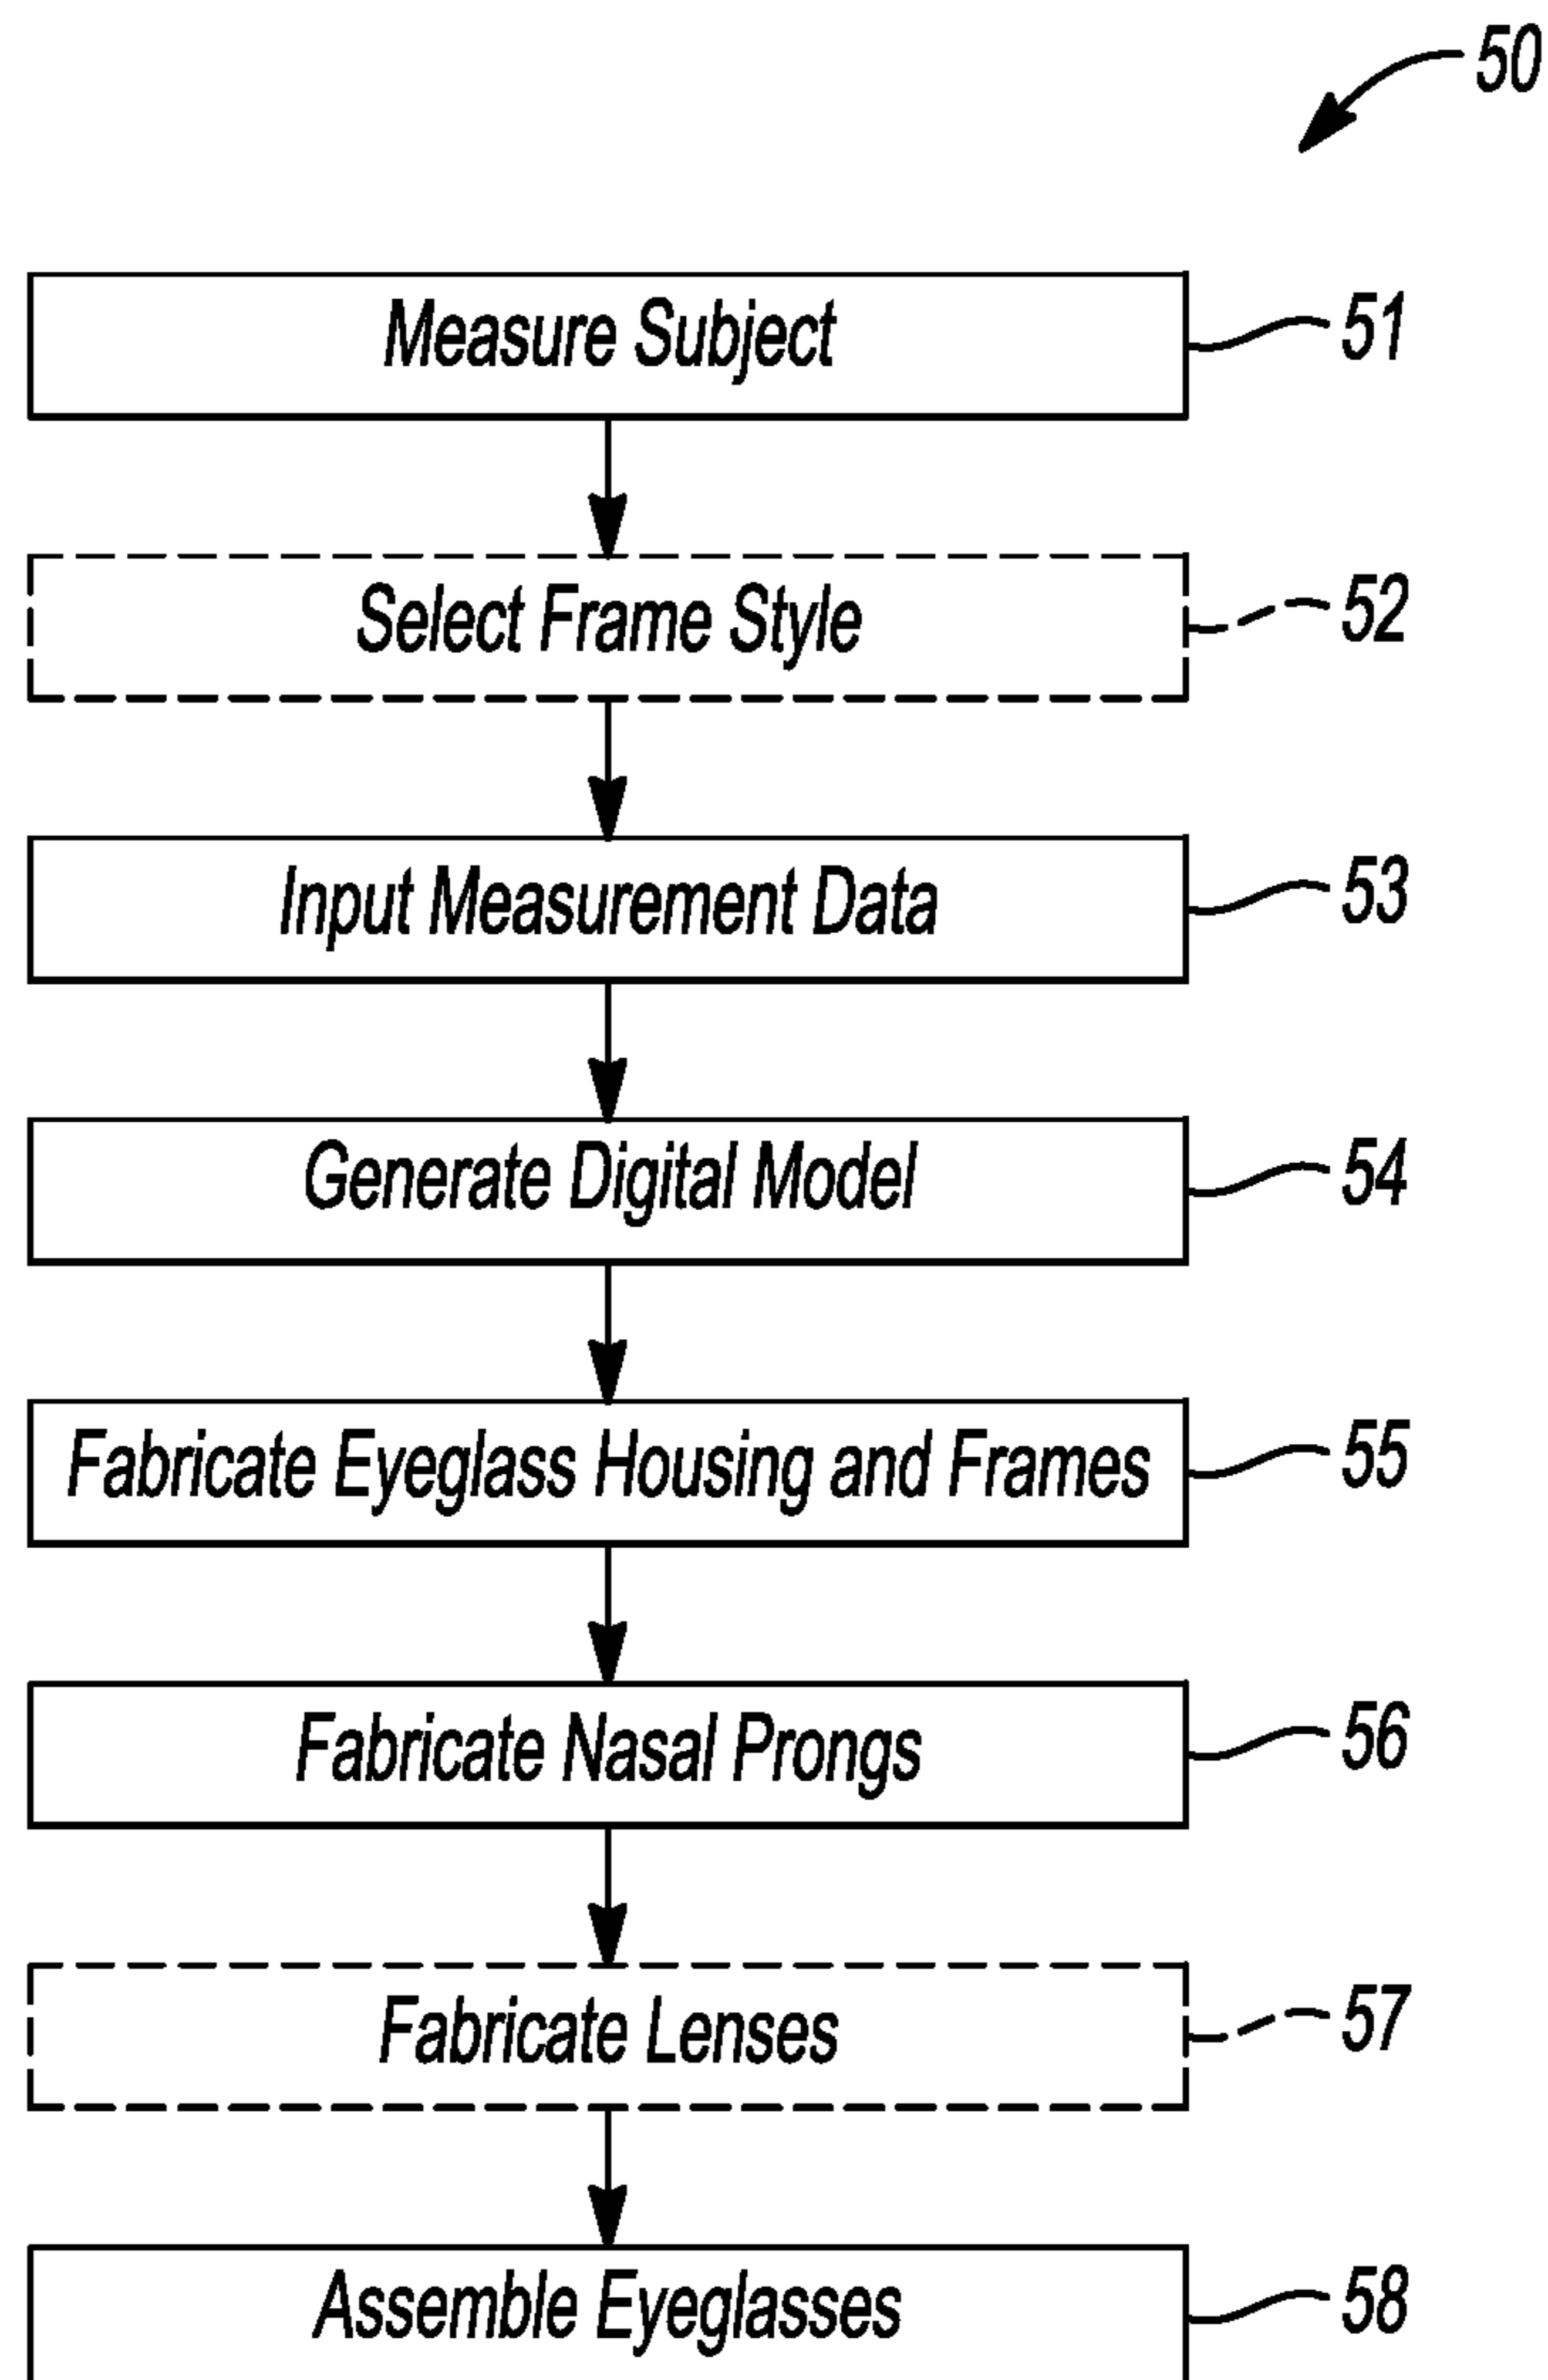 50
Measure Subject 51
Select Frame Style 52
Input Measurement Data 53
Generate Digital Model 54
Fabricate Eyeglass Housing and Frames 55
Fabricate Nasal Prongs 56
Fabricate Lenses 57
Assemble Eyeglasses 58